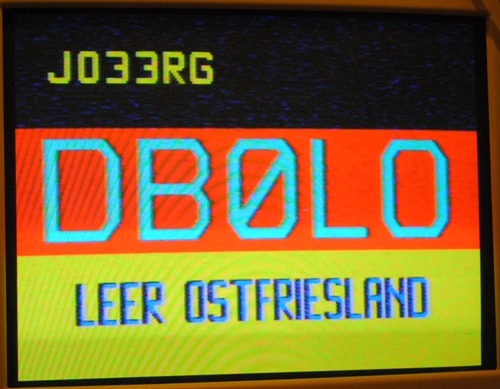 JO33RG
DBØLO
LEER OSTFRIESLAND